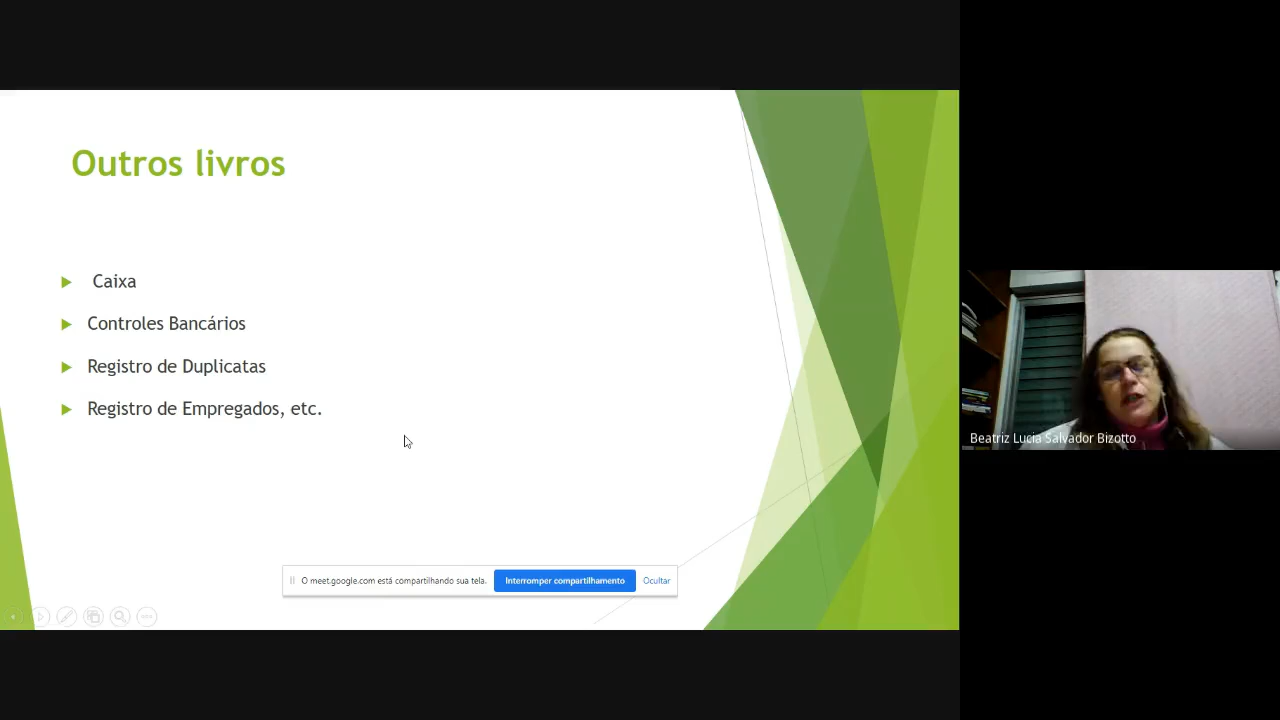 Outros livros
Caixa
Controles Bancários
Registro de Duplicatas
Registro de Empregados, etc.
O meet.google.com está compartilhando sua tela.
Interromper compartilhamento
Ocultar
Beatriz Lucia Salvador Bizotto